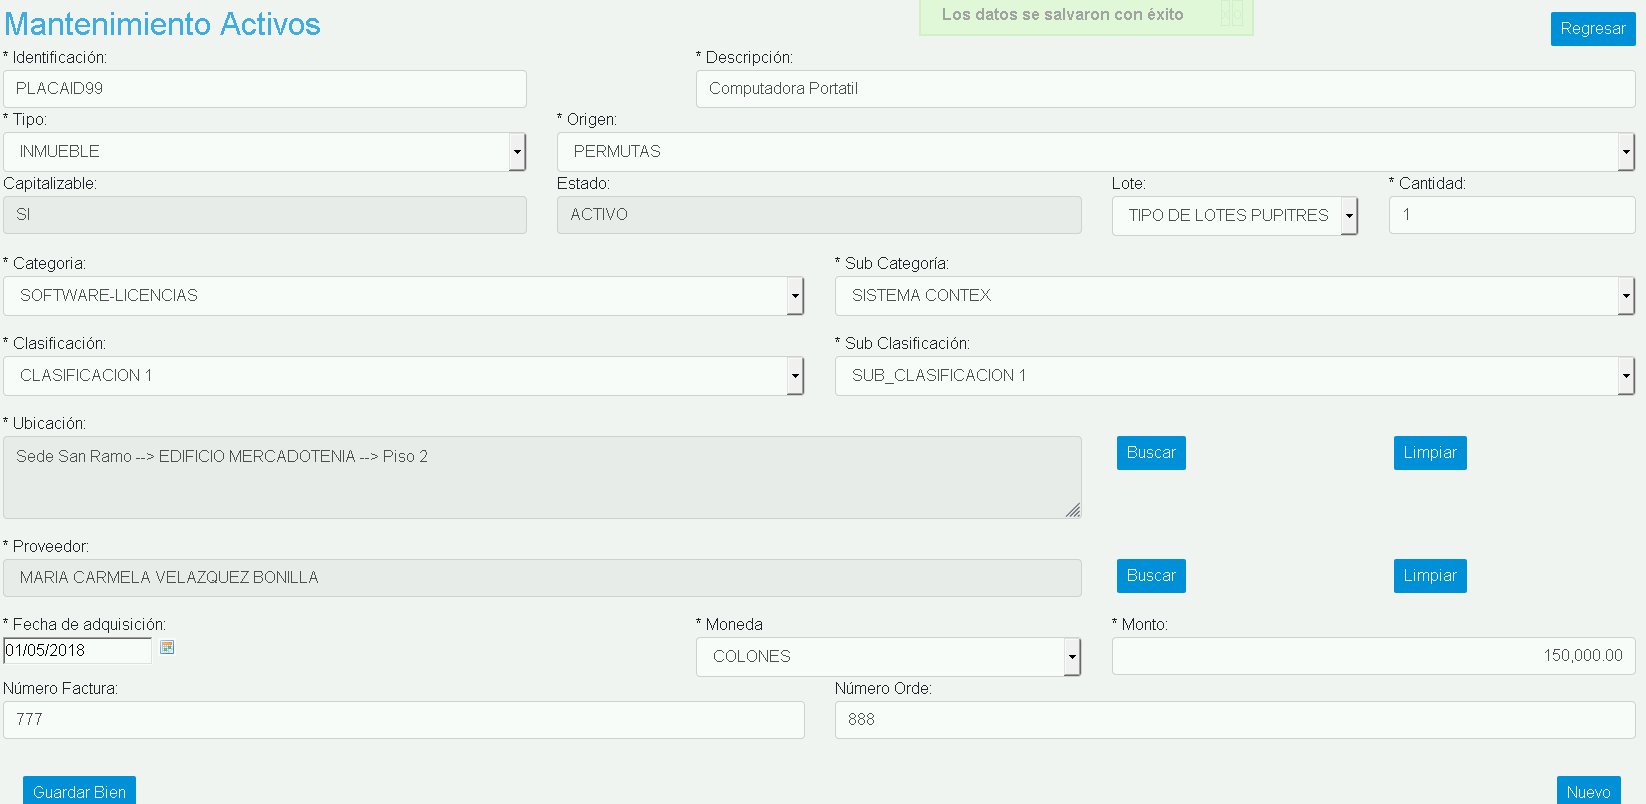 Mantenimiento Activos
Los datos se salvaron con éxito
Regresar
* Identificación:
* Descripción:
PLACAID99
Computadora Portatil
* Tipo:
* Origen:
INMUEBLE
PERMUTAS
Capitalizable:
Estado:
Lote:
* Cantidad:
SI
ACTIVO
TIPO DE LOTES PUPITRES
1
* Categoria:
* Sub Categoría:
SOFTWARE-LICENCIAS
SISTEMA CONTEX
* Clasificación:
* Sub Clasificación:
CLASIFICACION 1
SUB_CLASIFICACION 1
* Ubicación:
Sede San Ramo --> EDIFICIO MERCADOTENIA --> Piso 2
Buscar
Limpiar
* Proveedor:
MARIA CARMELA VELAZQUEZ BONILLA
Buscar
Limpiar
* Fecha de adquisición:
* Moneda
* Monto:
01/05/2018
COLONES
150,000.00
Número Factura:
Número Orde:
777
888
Guardar Bien
Nuevo